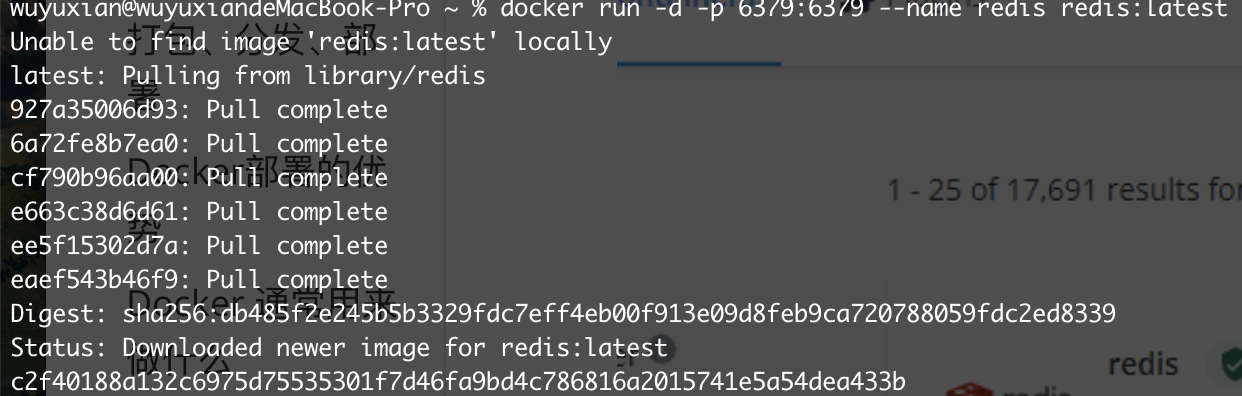 wuyuxian@wuyuxiandeMacBook-Pro ~ % docker run -d -p 6379:6379 --name redis redis:latest
Unable to find image 'redis:latest' locally
latest: Pulling from library/redis
927a35006d93: Pull complete
6a72fe8b7ea0: Pull complete
cf790b96aa00: Pull complete
e663c38d6d61: Pull complete
ee5f15302d7a: Pull complete
eaef543b46f9: Pull complete
Digest: sha256:db485f2e245b5b3329fdc7eff4eb00f913e09d8feb9ca720788059fdc2ed8339
Status: Downloaded newer image for redis:latest
c2f40188a132c6975d75535301f7d46fa9bd4c786816a2015741e5a54dea433b
打包、分发、部
署
Docker部署的优
势
Docker 通常用来
做什么
1 - 25 of 17,691 results for
redis
redis